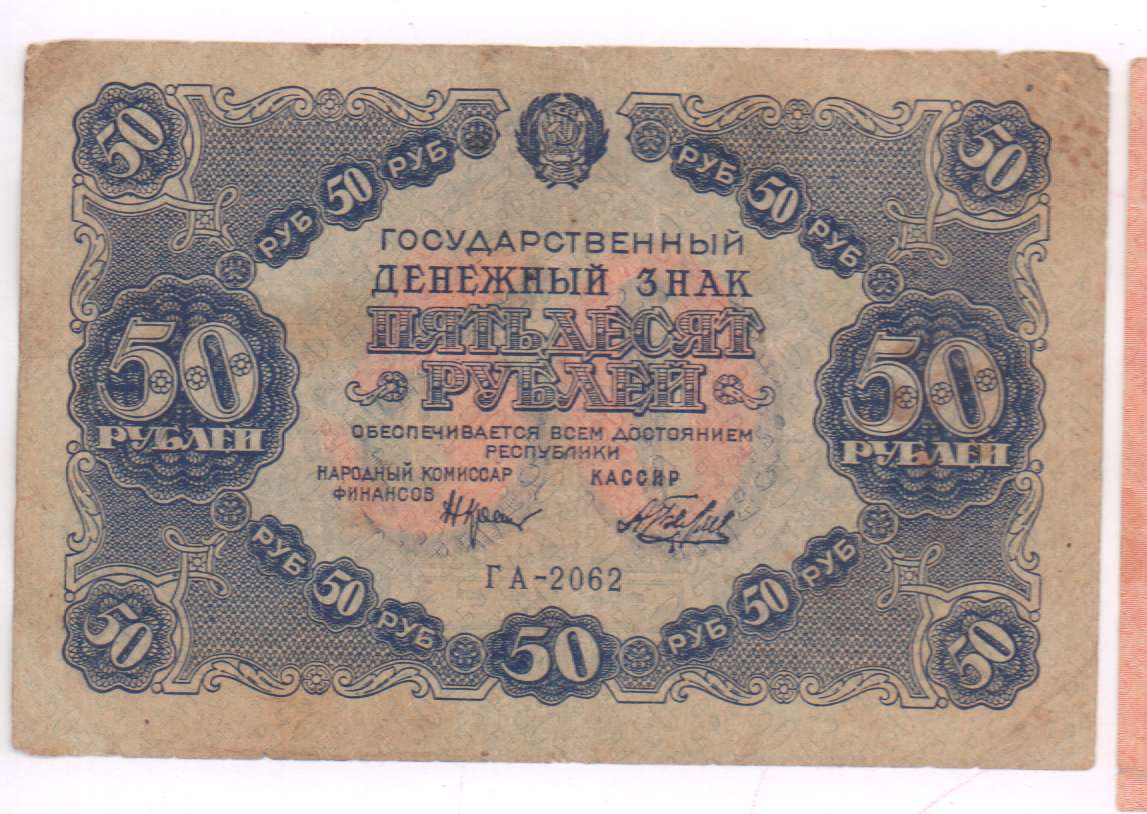 50
50
РУБ 50 РУБ
РУБ 50 РУБ
ГОСУДАРСТВЕННЫЙ
ДЕНЕЖНЫЙ ЗНАК
ПЯТЬДЕСЯТ
РУБЛЕЙ
50
РУБЛЕЙ
50
РУБЛЕЙ
ОБЕСПЕЧИВАЕТСЯ ВСЕМ ДОСТОЯНИЕМ
РЕСПУБЛИКИ
НАРОДНЫЙ КОМИССАР
ФИНАНСОВ
КАССИР
ГА-2062
РУБ 50 РУБ
50
РУБ 50 РУБ
50
50